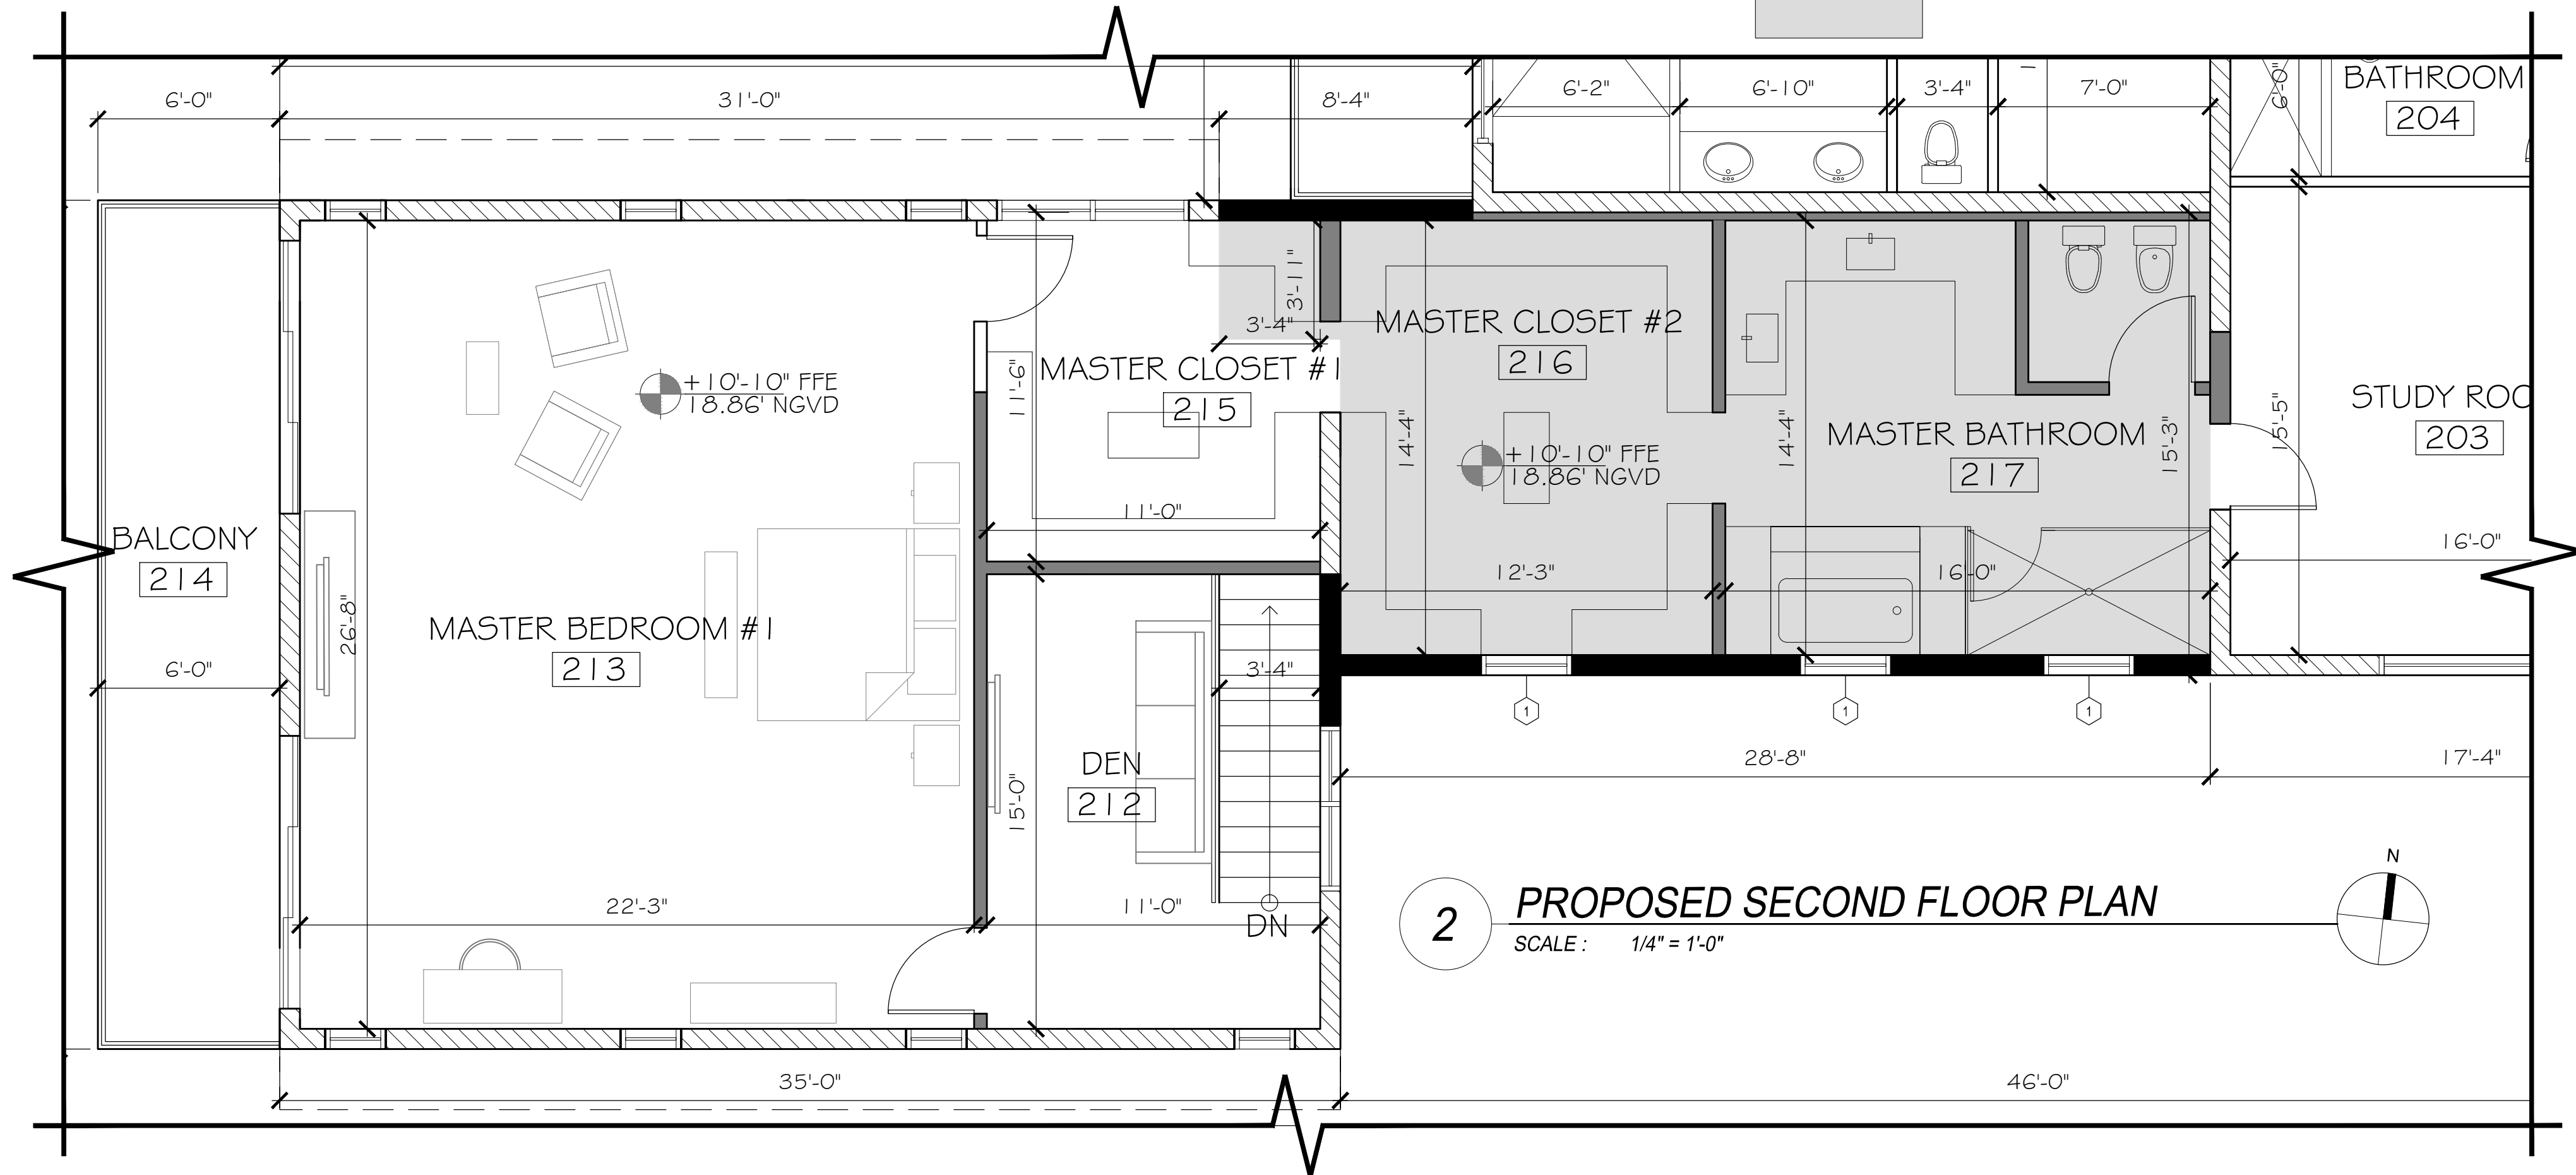 6'-0"
31'-0"
8'-4"
6'-2"
6'-10"
3'-4"
7'-0"
6'-0"
BATHROOM
204
3'-11"
3'-4"
MASTER CLOSET #1
215
11'-6"
11'-0"
MASTER CLOSET #2
216
+10'-10" FFE
18.86' NGVD
14'-4"
12'-3"
14'-4"
MASTER BATHROOM
217
15'-3"
16'-0"
15'-5"
STUDY ROO
203
16'-0"
+10'-10" FFE
18.86' NGVD
BALCONY
214
6'-0"
26'-8"
MASTER BEDROOM #1
213
22'-3"
DEN
212
15'-0"
3'-4"
11'-0"
DN
1
1
1
28'-8"
17'-4"
2
PROPOSED SECOND FLOOR PLAN
SCALE : 1/4" = 1'-0"
N
35'-0"
46'-0"